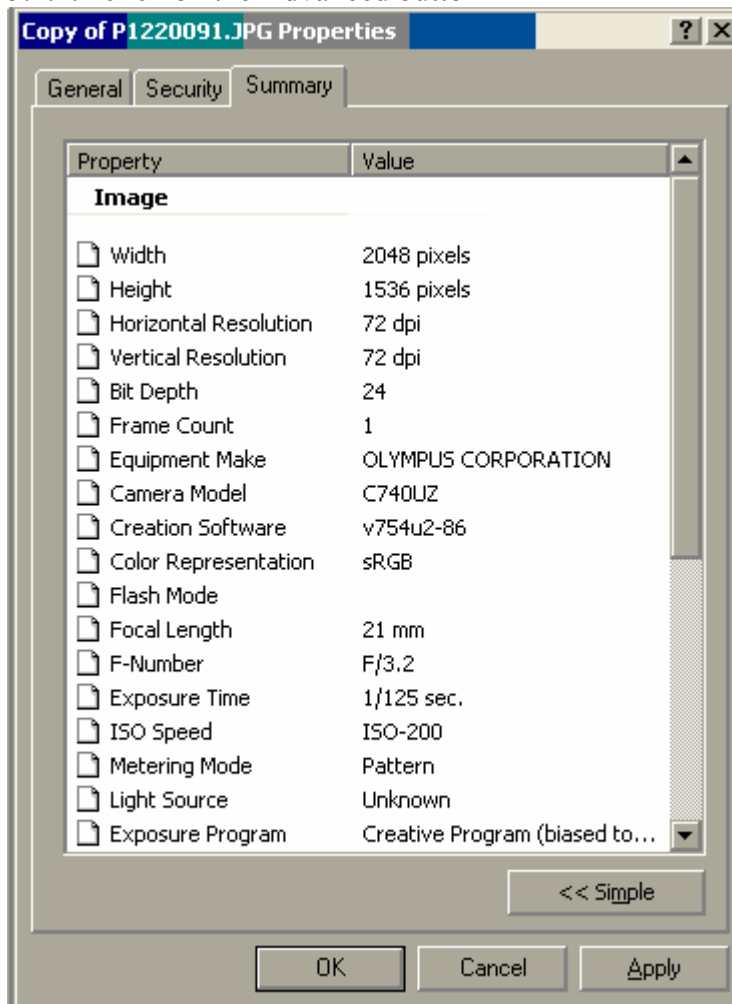 Copy of P1220091.JPG Properties
? X
General Security Summary
Property Value
Image
Width 2048 pixels
Height 1536 pixels
Horizontal Resolution 72 dpi
Vertical Resolution 72 dpi
Bit Depth 24
Frame Count 1
Equipment Make OLYMPUS CORPORATION
Camera Model C740UZ
Creation Software v754u2-86
Color Representation sRGB
Flash Mode
Focal Length 21 mm
F-Number F/3.2
Exposure Time 1/125 sec.
ISO Speed ISO-200
Metering Mode Pattern
Light Source Unknown
Exposure Program Creative Program (biased to...
<< Simple
OK Cancel Apply